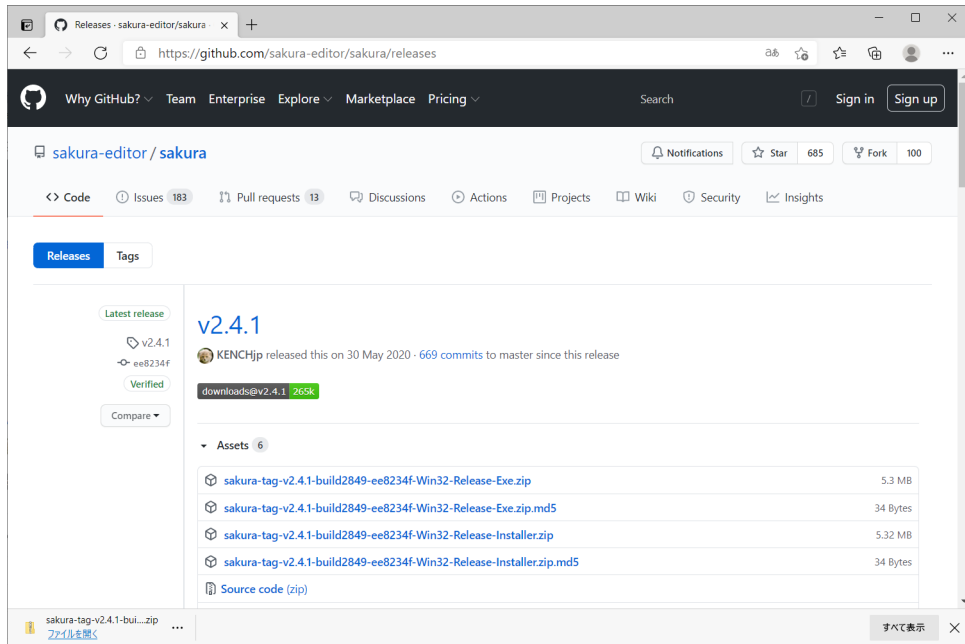 Releases · sakura-editor/sakura
https://github.com/sakura-editor/sakura/releases
Why GitHub? Team Enterprise Explore Marketplace Pricing Search / Sign in Sign up
sakura-editor / sakura Notifications Star 685 Fork 100
<> Code Issues 183 Pull requests 13 Discussions Actions Projects Wiki Security Insights
Releases Tags
Latest release
v2.4.1
ee8234f
Verified
Compare
v2.4.1
KENCHjp released this on 30 May 2020 · 669 commits to master since this release
downloads@v2.4.1 265k
Assets 6
sakura-tag-v2.4.1-build2849-ee8234f-Win32-Release-Exe.zip 5.3 MB
sakura-tag-v2.4.1-build2849-ee8234f-Win32-Release-Exe.zip.md5 34 Bytes
sakura-tag-v2.4.1-build2849-ee8234f-Win32-Release-Installer.zip 5.32 MB
sakura-tag-v2.4.1-build2849-ee8234f-Win32-Release-Installer.zip.md5 34 Bytes
Source code (zip)
sakura-tag-v2.4.1-bui....zip
ファイルを開く
すべて表示